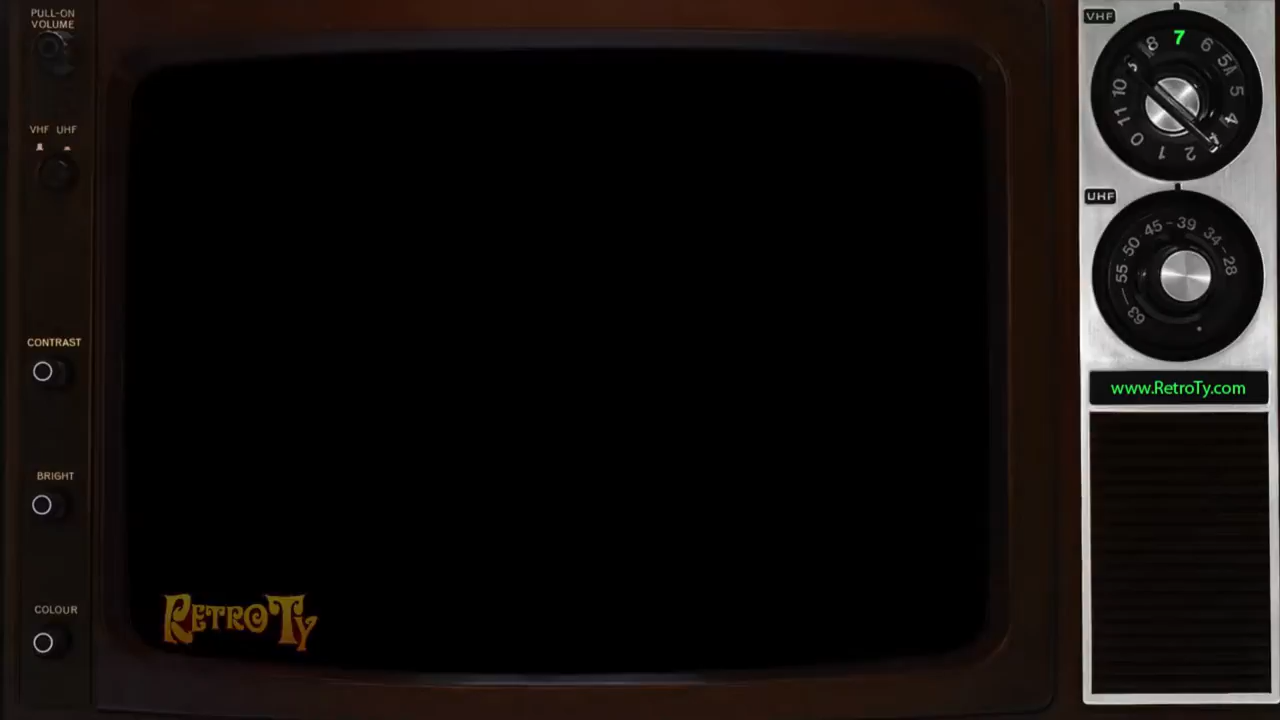 PULL-ON
VOLUME
VHF UHF
CONTRAST
BRIGHT
COLOUR
RETROTY
VHF
7 6 5A 5 4 2 1 0 11 10 9 8
UHF
63 55 50 45 39 34 28
www.RetroTy.com